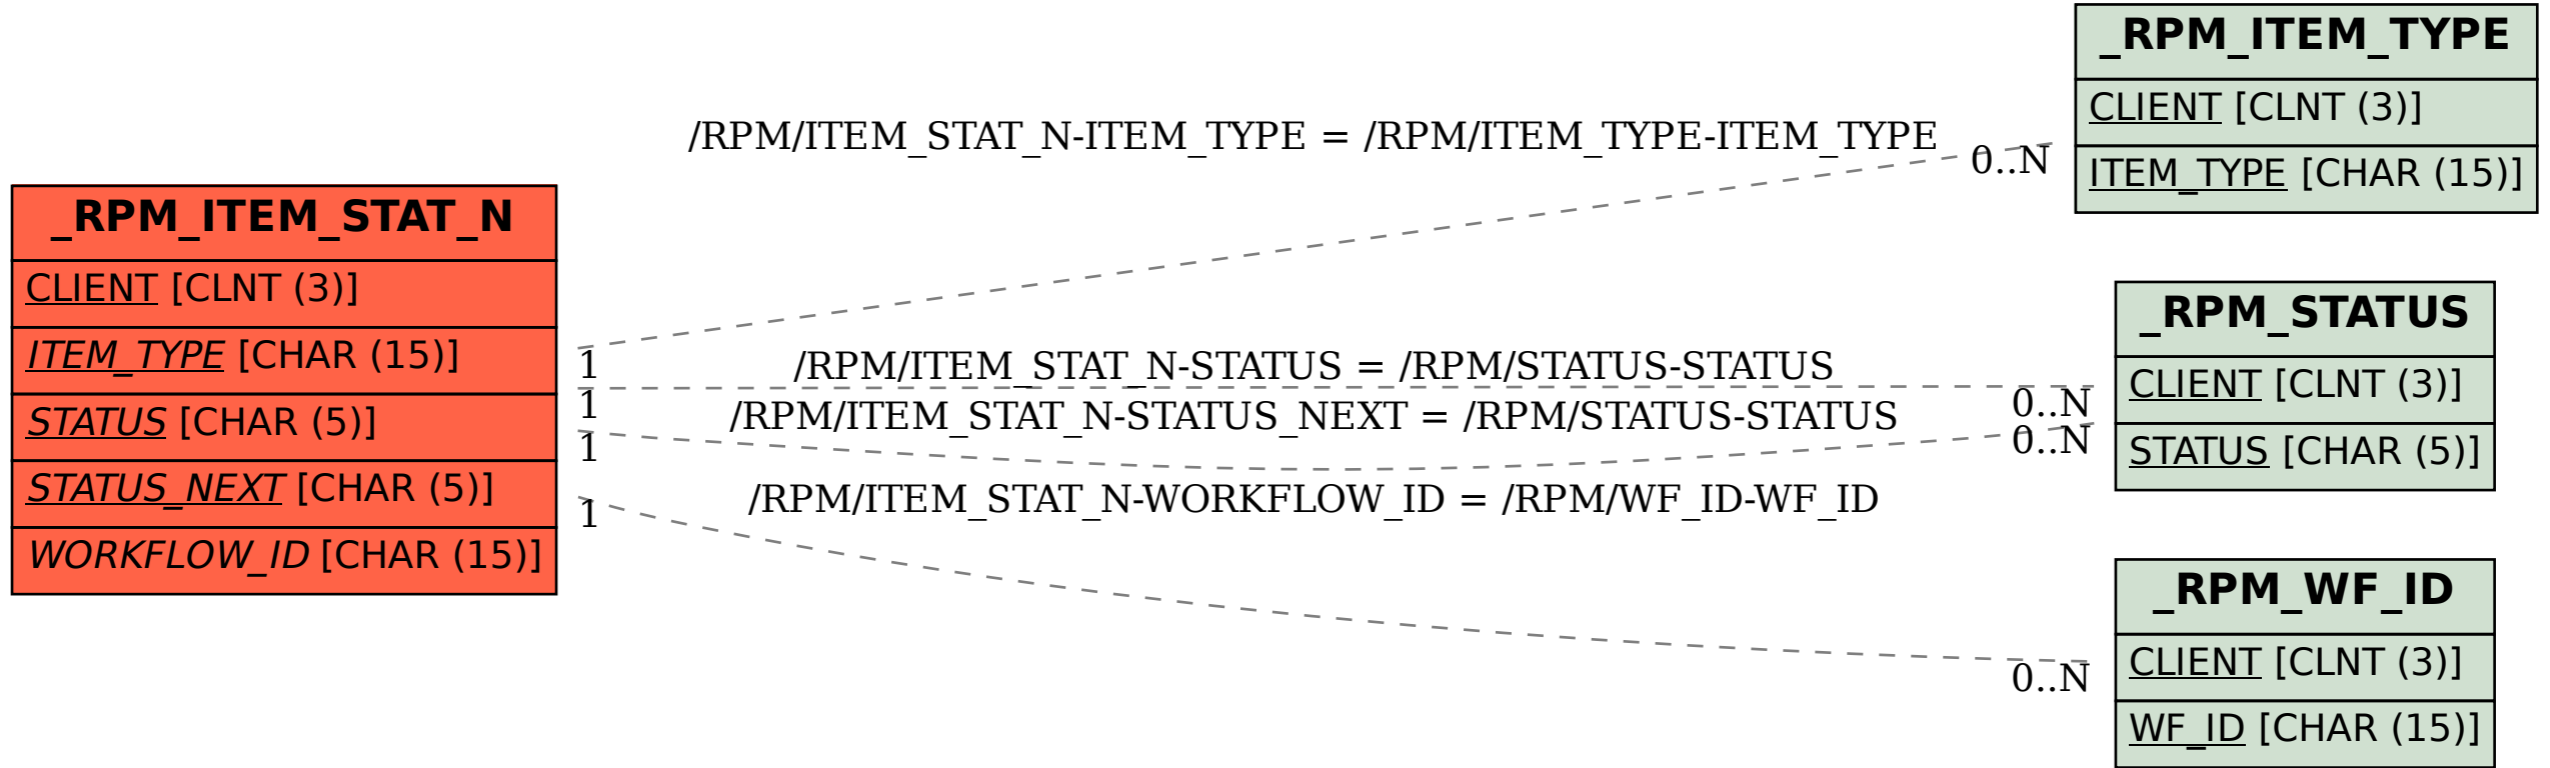 _RPM_ITEM_STAT_N
CLIENT [CLNT (3)]
ITEM_TYPE [CHAR (15)]
STATUS [CHAR (5)]
STATUS_NEXT [CHAR (5)]
WORKFLOW_ID [CHAR (15)]
/RPM/ITEM_STAT_N-ITEM_TYPE = /RPM/ITEM_TYPE-ITEM_TYPE
1
0..N
/RPM/ITEM_STAT_N-STATUS = /RPM/STATUS-STATUS
1
0..N
/RPM/ITEM_STAT_N-STATUS_NEXT = /RPM/STATUS-STATUS
1
0..N
/RPM/ITEM_STAT_N-WORKFLOW_ID = /RPM/WF_ID-WF_ID
1
0..N
_RPM_ITEM_TYPE
CLIENT [CLNT (3)]
ITEM_TYPE [CHAR (15)]
_RPM_STATUS
CLIENT [CLNT (3)]
STATUS [CHAR (5)]
_RPM_WF_ID
CLIENT [CLNT (3)]
WF_ID [CHAR (15)]